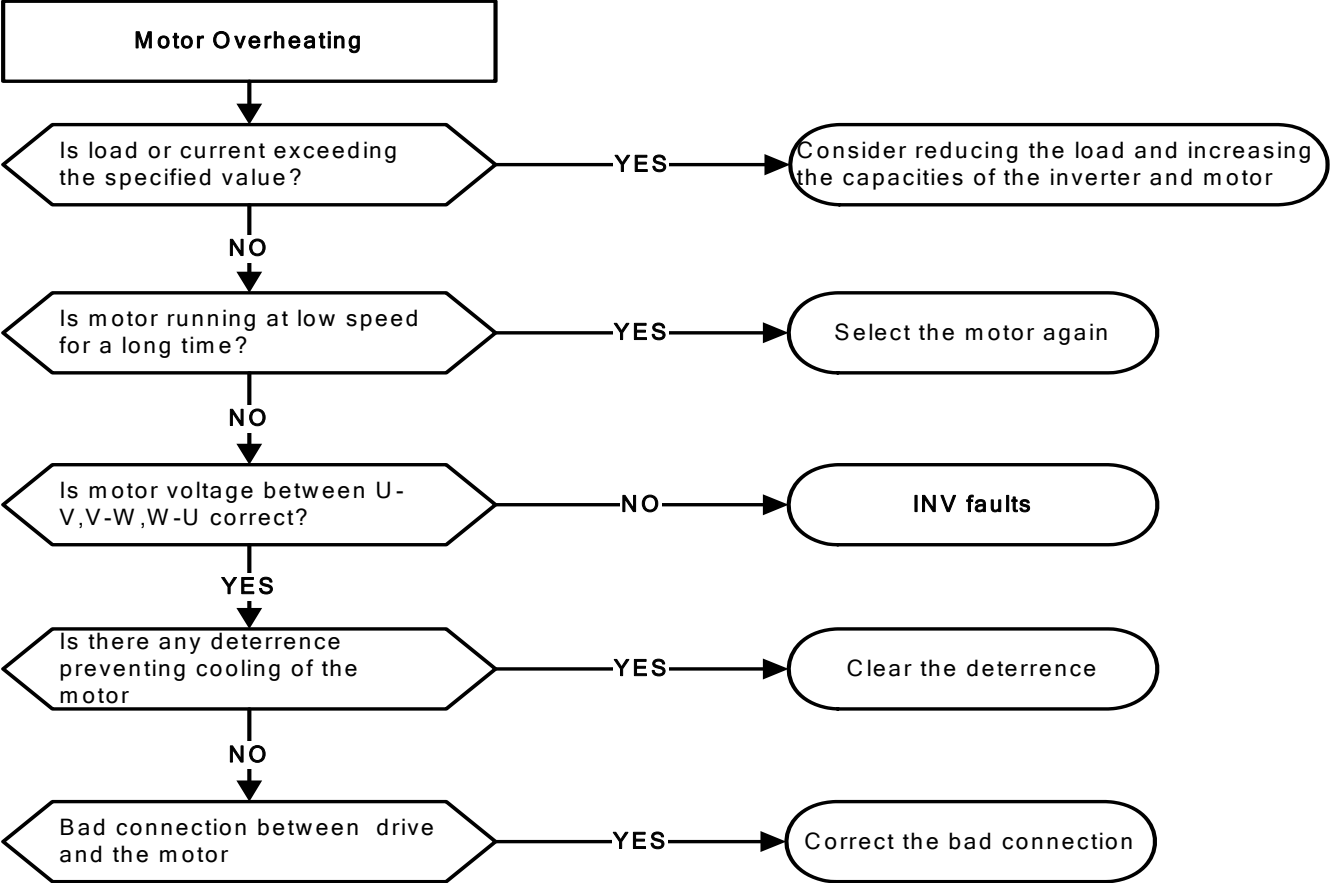 Motor Overheating
Is load or current exceeding
the specified value?
YES
Consider reducing the load and increasing
the capacities of the inverter and motor
NO
Is motor running at low speed
for a long time?
YES
Select the motor again
NO
Is motor voltage between U-
V,V-W,W-U correct?
NO
INV faults
YES
Is there any deterrence
preventing cooling of the
motor
YES
Clear the deterrence
NO
Bad connection between drive
and the motor
YES
Correct the bad connection